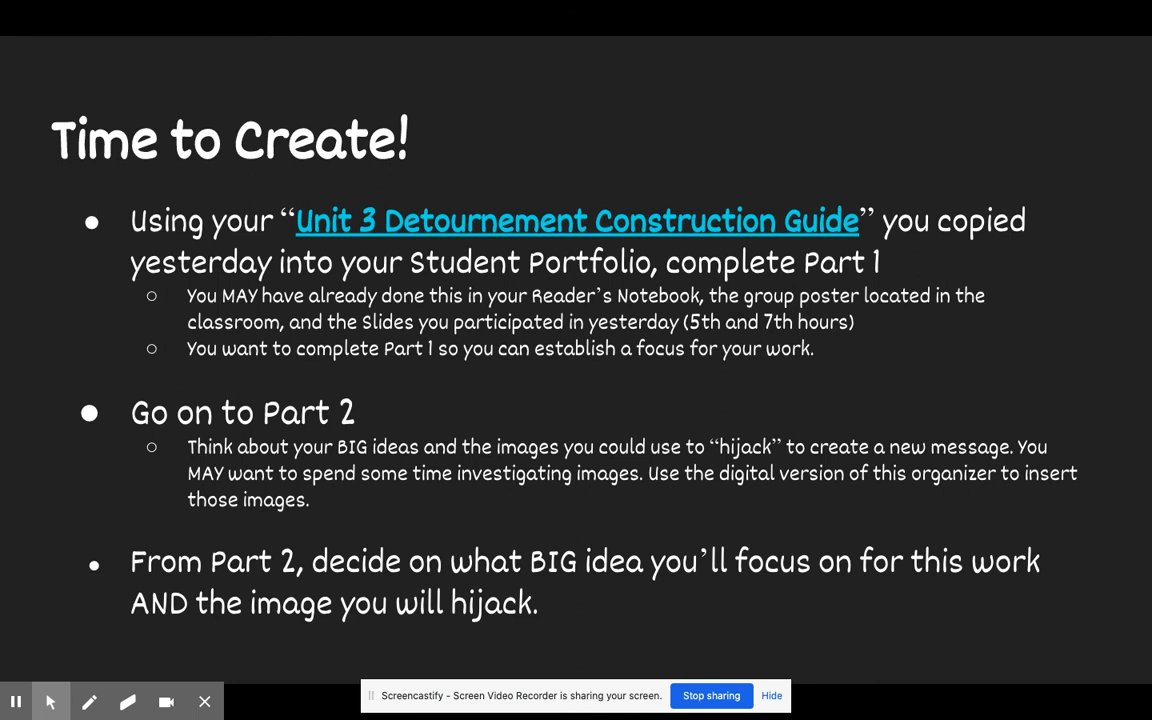 Time to Create!
● Using your “Unit 3 Detournement Construction Guide” you copied
yesterday into your Student Portfolio, complete Part 1
○ You MAY have already done this in your Reader’s Notebook, the group poster located in the
classroom, and the Slides you participated in yesterday (5th and 7th hours)
○ You want to complete Part 1 so you can establish a focus for your work.
● Go on to Part 2
○ Think about your BIG ideas and the images you could use to “hijack” to create a new message. You
MAY want to spend some time investigating images. Use the digital version of this organizer to insert
those images.
● From Part 2, decide on what BIG idea you’ll focus on for this work
AND the image you will hijack.
Screencastify - Screen Video Recorder is sharing your screen. Stop sharing Hide